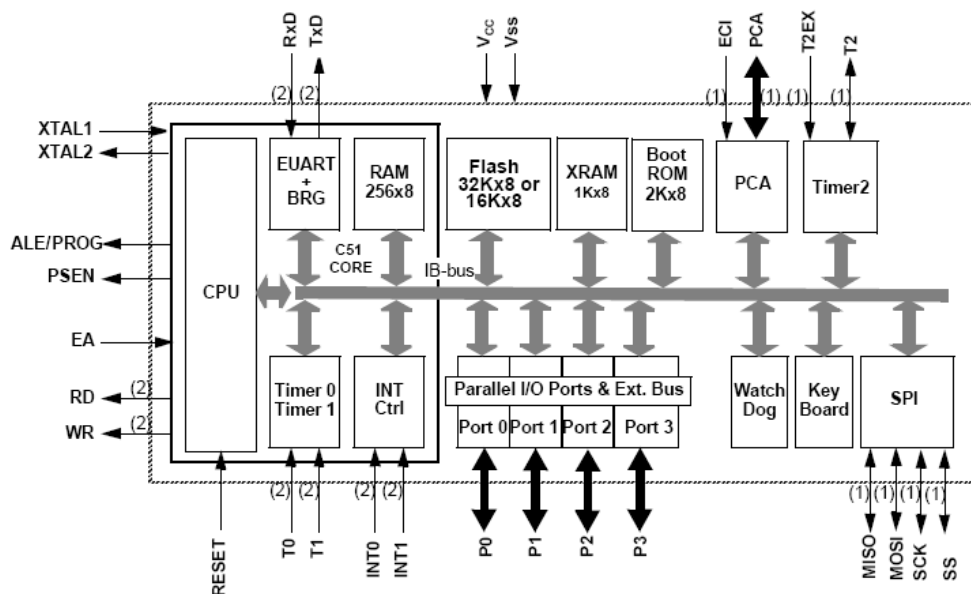 RxD
TxD
VCC
VSS
ECI
PCA
T2EX
T2
(2)
(2)
(1)
(1)
(1)
(1)
XTAL1
XTAL2
ALE/PROG
PSEN
EA
RD
(2)
WR
(2)
CPU
EUART
+
BRG
RAM
256x8
C51
CORE
IB-bus
Flash
32Kx8 or
16Kx8
XRAM
1Kx8
Boot
ROM
2Kx8
PCA
Timer2
Timer 0
Timer 1
INT
Ctrl
Parallel I/O Ports & Ext. Bus
Port 0
Port 1
Port 2
Port 3
Watch
Dog
Key
Board
SPI
(2)
(2)
(2)
(2)
(1)
(1)
(1)
(1)
RESET
T0
T1
INT0
INT1
P0
P1
P2
P3
MISO
MOSI
SCK
SS